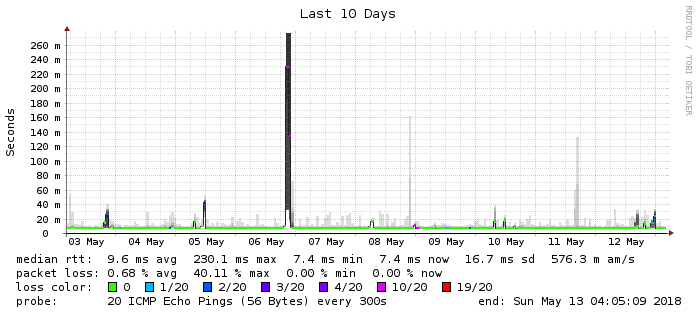 Last 10 Days
RRDTOOL / TOBI OETIKER
Seconds
260 m
240 m
220 m
200 m
180 m
160 m
140 m
120 m
100 m
80 m
60 m
40 m
20 m
0
03 May 04 May 05 May 06 May 07 May 08 May 09 May 10 May 11 May 12 May
median rtt: 9.6 ms avg 230.1 ms max 7.4 ms min 7.4 ms now 16.7 ms sd 576.3 m am/s
packet loss: 0.68 % avg 40.11 % max 0.00 % min 0.00 % now
loss color: 0 1/20 2/20 3/20 4/20 10/20 19/20
probe: 20 ICMP Echo Pings (56 Bytes) every 300s end: Sun May 13 04:05:09 2018